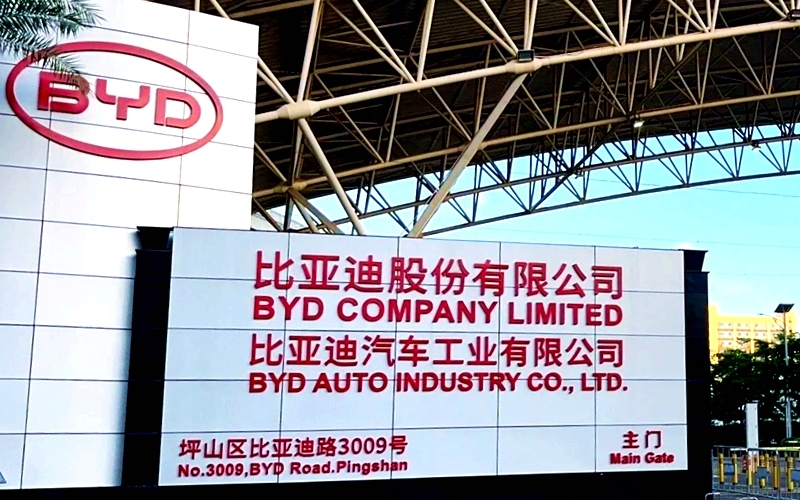 BYD
比亚迪股份有限公司
BYD COMPANY LIMITED
比亚迪汽车工业有限公司
BYD AUTO INDUSTRY CO., LTD.
坪山区比亚迪路3009号
No.3009,BYD Road.Pingshan
主门
Main Gate